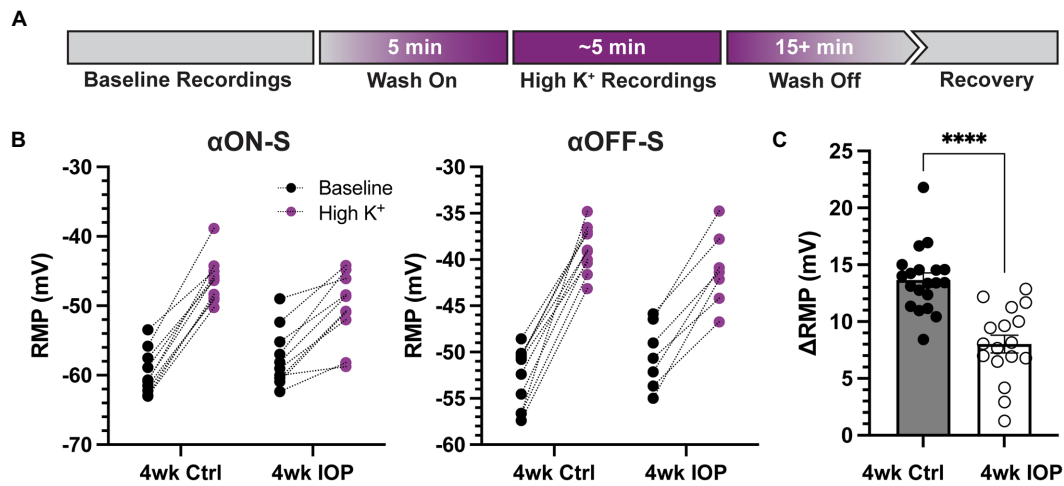 A
5 min
~5 min
15+ min
Baseline Recordings
Wash On
High K⁺ Recordings
Wash Off
Recovery
B
αON-S
RMP (mV)
-30
-40
-50
-60
-70
Baseline
High K⁺
4wk Ctrl
4wk IOP
αOFF-S
RMP (mV)
-30
-35
-40
-45
-50
-55
-60
4wk Ctrl
4wk IOP
C
****
ΔRMP (mV)
25
20
15
10
5
0
4wk Ctrl
4wk IOP